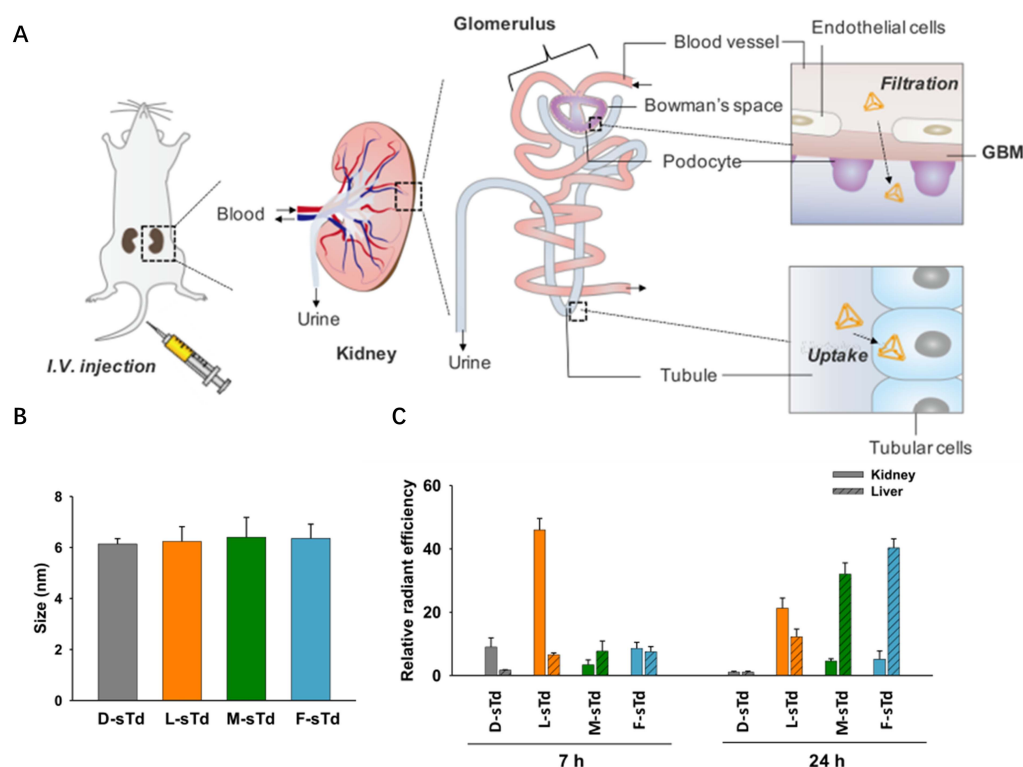 A
Glomerulus
Blood vessel
Endothelial cells
Filtration
Bowman's space
GBM
Podocyte
Blood
Urine
Kidney
Urine
I.V. injection
Uptake
Tubule
Tubular cells
B
Size (nm)
8
6
4
2
0
D-sTd L-sTd M-sTd F-sTd
C
Kidney
Liver
Relative radiant efficiency
60
40
20
0
D-sTd L-sTd M-sTd F-sTd D-sTd L-sTd M-sTd F-sTd
7 h 24 h